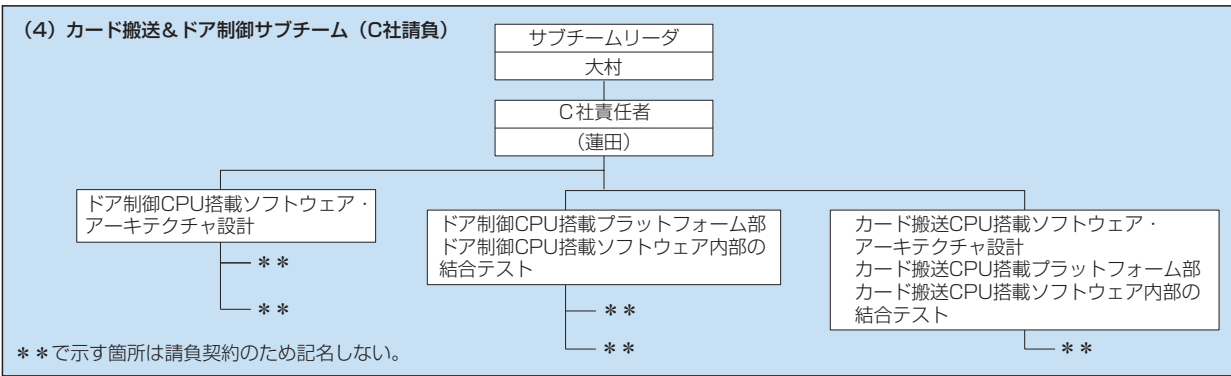 (4) カード搬送&ドア制御サブチーム（C社請負）
サブチームリーダ
大村
C社責任者
（蓮田）
ドア制御CPU搭載ソフトウェア・
アーキテクチャ設計
＊＊
＊＊
ドア制御CPU搭載プラットフォーム部
ドア制御CPU搭載ソフトウェア内部の
結合テスト
＊＊
＊＊
カード搬送CPU搭載ソフトウェア・
アーキテクチャ設計
カード搬送CPU搭載プラットフォーム部
カード搬送CPU搭載ソフトウェア内部の
結合テスト
＊＊
＊＊で示す箇所は請負契約のため記名しない。